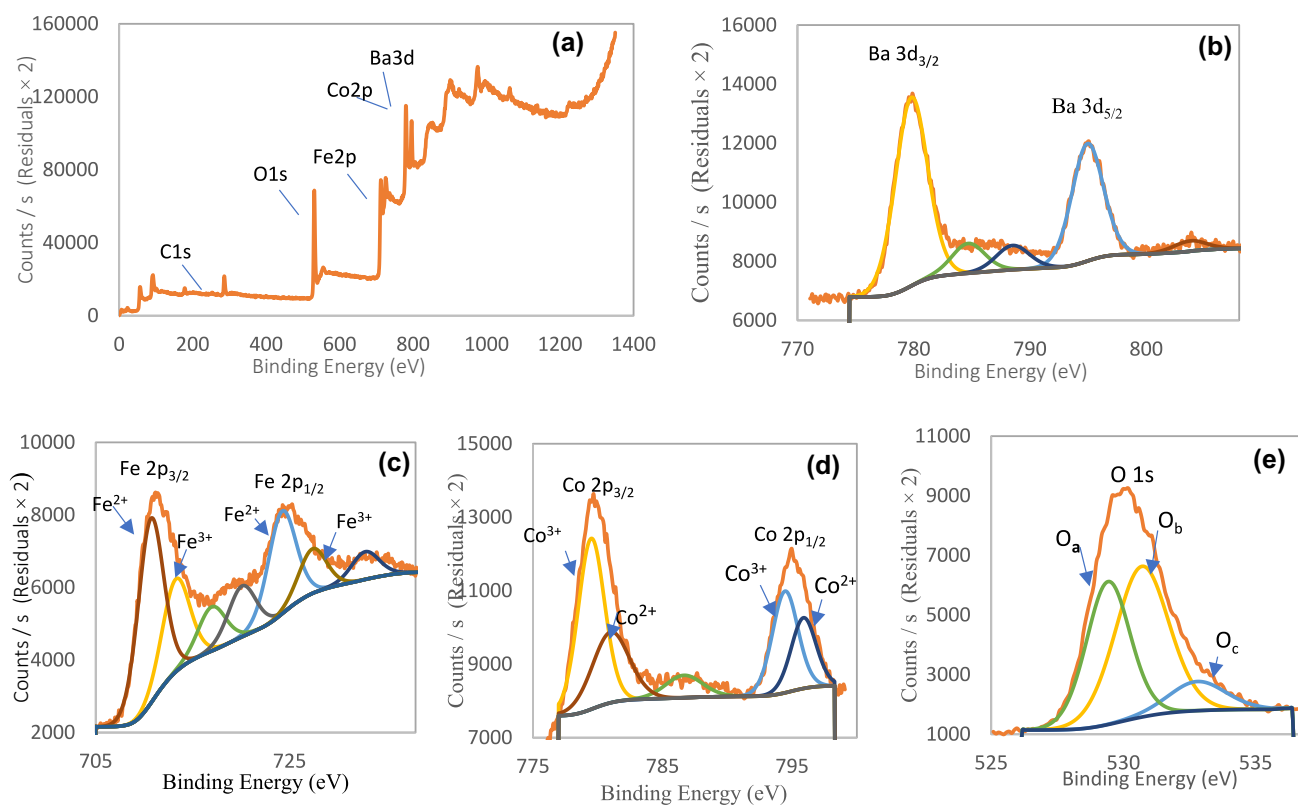 (a)
Counts / s (Residuals × 2)
160000
120000
80000
40000
0
Ba3d
Co2p
Fe2p
O1s
C1s
0 200 400 600 800 1000 1200 1400
Binding Energy (eV)
(b)
Counts / s (Residuals × 2)
16000
14000
12000
10000
8000
6000
Ba 3d3/2
Ba 3d5/2
770 780 790 800
Binding Energy (eV)
(c)
Counts / s (Residuals × 2)
10000
8000
6000
4000
2000
Fe 2p3/2
Fe2+
Fe3+
Fe 2p1/2
Fe2+
Fe3+
705 725
Binding Energy (eV)
(d)
Counts / s (Residuals × 2)
15000
13000
11000
9000
7000
Co 2p3/2
Co3+
Co2+
Co 2p1/2
Co3+
Co2+
775 785 795
Binding Energy (eV)
(e)
Counts / s (Residuals × 2)
11000
9000
7000
5000
3000
1000
O 1s
Oa
Ob
Oc
525 530 535
Binding Energy (eV)